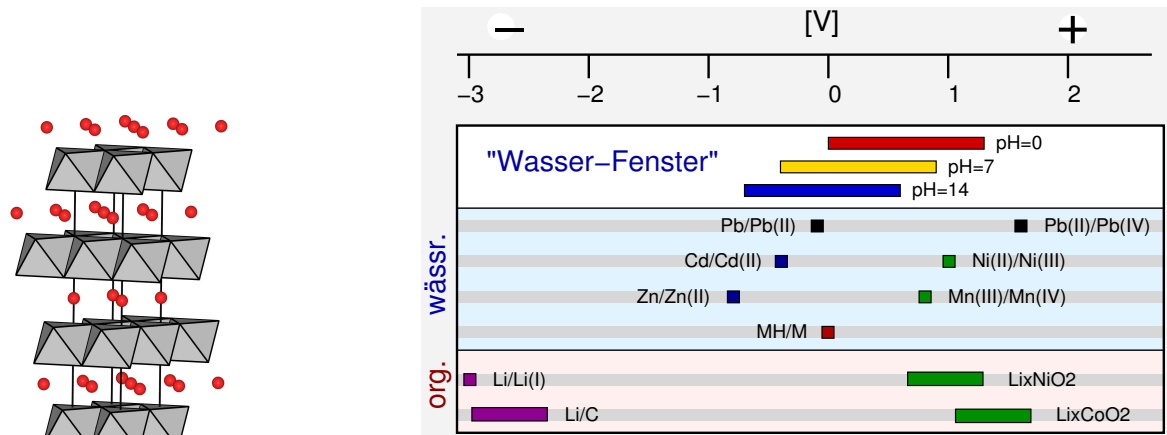 − [V] +
−3 −2 −1 0 1 2
"Wasser−Fenster"
pH=0
pH=7
pH=14
wässr.
Pb/Pb(II) Pb(II)/Pb(IV)
Cd/Cd(II) Ni(II)/Ni(III)
Zn/Zn(II) Mn(III)/Mn(IV)
MH/M
org.
Li/Li(I) LixNiO2
Li/C LixCoO2